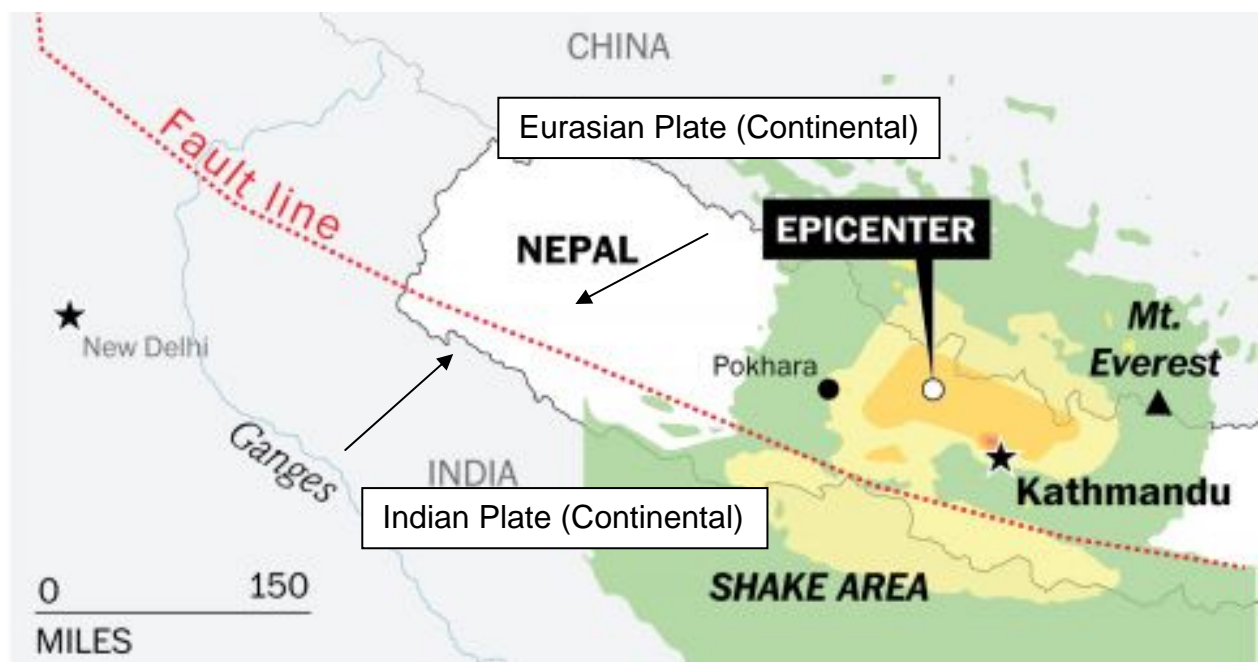 CHINA
Eurasian Plate (Continental)
Fault line
EPICENTER
NEPAL
Mt.
Everest
New Delhi
Pokhara
Ganges
INDIA
Kathmandu
Indian Plate (Continental)
SHAKE AREA
0 150
MILES